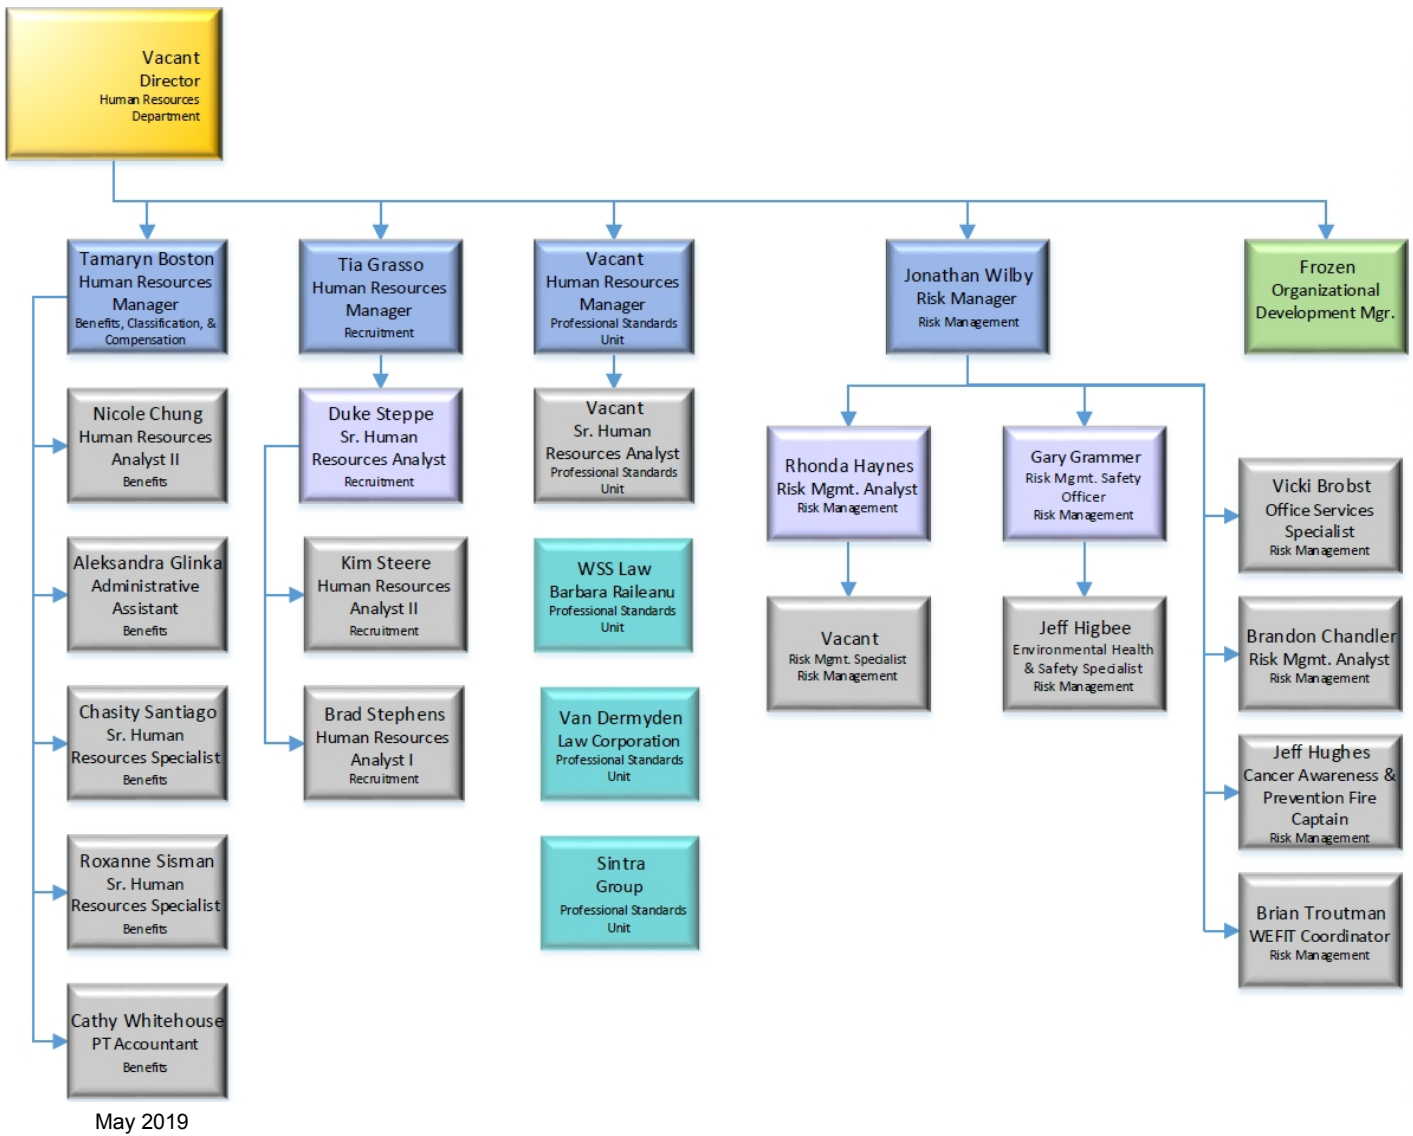 Vacant
Director
Human Resources
Department
Tamaryn Boston
Human Resources
Manager
Benefits, Classification, &
Compensation
Tia Grasso
Human Resources
Manager
Recruitment
Vacant
Human Resources
Manager
Professional Standards
Unit
Jonathan Wilby
Risk Manager
Risk Management
Frozen
Organizational
Development Mgr.
Nicole Chung
Human Resources
Analyst II
Benefits
Aleksandra Glinka
Administrative
Assistant
Benefits
Chasity Santiago
Sr. Human
Resources Specialist
Benefits
Roxanne Sisman
Sr. Human
Resources Specialist
Benefits
Cathy Whitehouse
PT Accountant
Benefits
Duke Steppe
Sr. Human
Resources Analyst
Recruitment
Kim Steere
Human Resources
Analyst II
Recruitment
Brad Stephens
Human Resources
Analyst I
Recruitment
Vacant
Sr. Human
Resources Analyst
Professional Standards
Unit
WSS Law
Barbara Raileanu
Professional Standards
Unit
Van Dermyden
Law Corporation
Professional Standards
Unit
Sintra
Group
Professional Standards
Unit
Rhonda Haynes
Risk Mgmt. Analyst
Risk Management
Vacant
Risk Mgmt. Specialist
Risk Management
Gary Grammer
Risk Mgmt. Safety
Officer
Risk Management
Jeff Higbee
Environmental Health
& Safety Specialist
Risk Management
Vicki Brobst
Office Services
Specialist
Risk Management
Brandon Chandler
Risk Mgmt. Analyst
Risk Management
Jeff Hughes
Cancer Awareness &
Prevention Fire
Captain
Risk Management
Brian Troutman
WEFIT Coordinator
Risk Management
May 2019